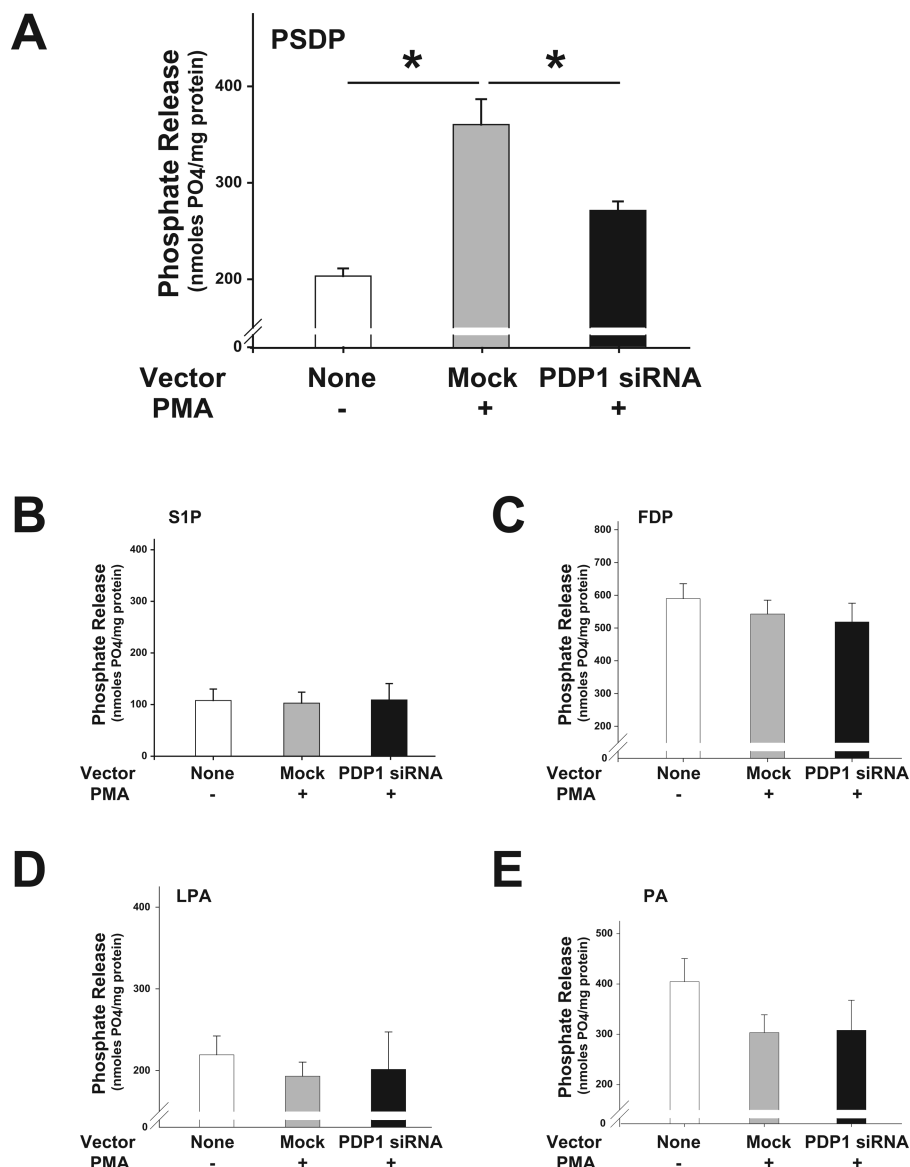 A
PSDP
* *
Phosphate Release
(nmoles PO4/mg protein)
400
300
200
0
Vector None Mock PDP1 siRNA
PMA - + +
B
S1P
Phosphate Release
(nmoles PO4/mg protein)
400
300
200
100
0
Vector None Mock PDP1 siRNA
PMA - + +
C
FDP
Phosphate Release
(nmoles PO4/mg protein)
800
700
600
500
400
300
200
0
Vector None Mock PDP1 siRNA
PMA - + +
D
LPA
Phosphate Release
(nmoles PO4/mg protein)
400
300
200
0
Vector None Mock PDP1 siRNA
PMA - + +
E
PA
Phosphate Release
(nmoles PO4/mg protein)
500
400
300
200
0
Vector None Mock PDP1 siRNA
PMA - + +